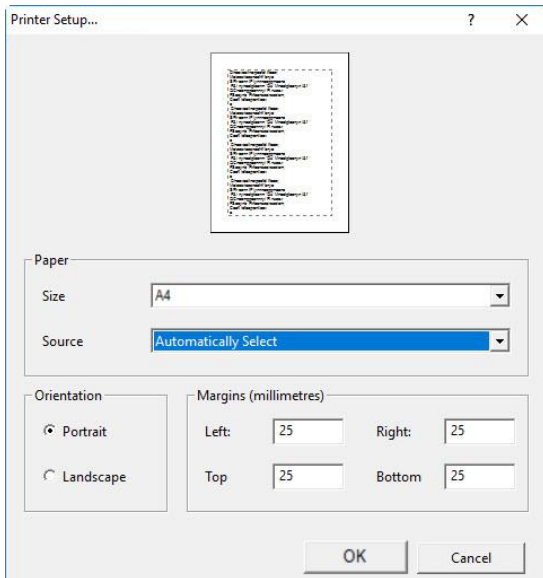 Printer Setup...
?
Paper
Size A4
Source Automatically Select
Orientation
Portrait
Landscape
Margins (millimetres)
Left: 25 Right: 25
Top 25 Bottom 25
OK Cancel